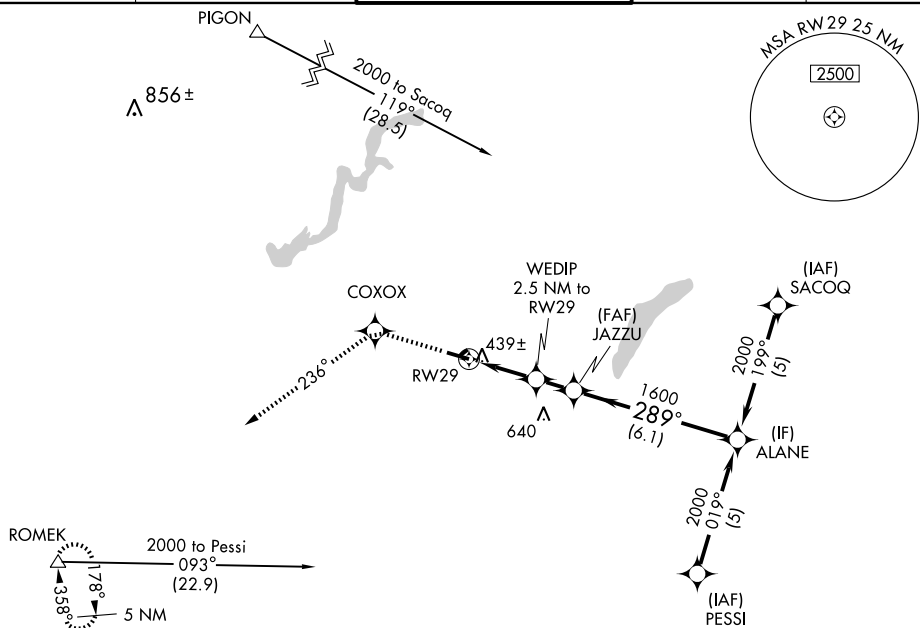 PIGON
2000 to Sacoq
119°
(28.5)
856±
MSA RW29 25 NM
2500
COXOX
WEDIP
2.5 NM to
RW29
(FAF)
JAZZU
(IAF)
SACOQ
439±
RW29
236°
640
1600
289°
(6.1)
2000
199°
(5)
(IF)
ALANE
2000
019°
(5)
(IAF)
PESSI
ROMEK
2000 to Pessi
093°
(22.9)
178°
358°
5 NM